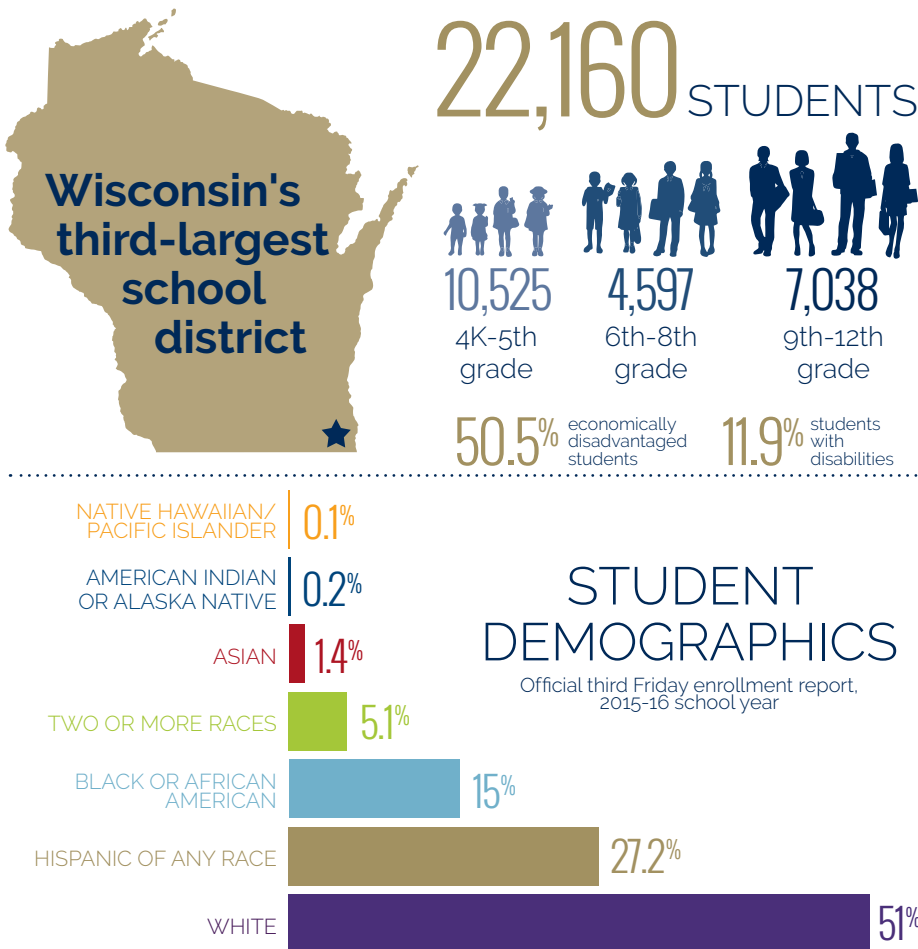 Wisconsin's
third-largest
school
district
22,160 STUDENTS
10,525
4K-5th
grade
4,597
6th-8th
grade
7,038
9th-12th
grade
50.5% economically
disadvantaged
students
11.9% students
with
disabilities
NATIVE HAWAIIAN/
PACIFIC ISLANDER
0.1%
AMERICAN INDIAN
OR ALASKA NATIVE
0.2%
ASIAN
1.4%
TWO OR MORE RACES
5.1%
BLACK OR AFRICAN
AMERICAN
15%
HISPANIC OF ANY RACE
27.2%
WHITE
51%
STUDENT
DEMOGRAPHICS
Official third Friday enrollment report,
2015-16 school year